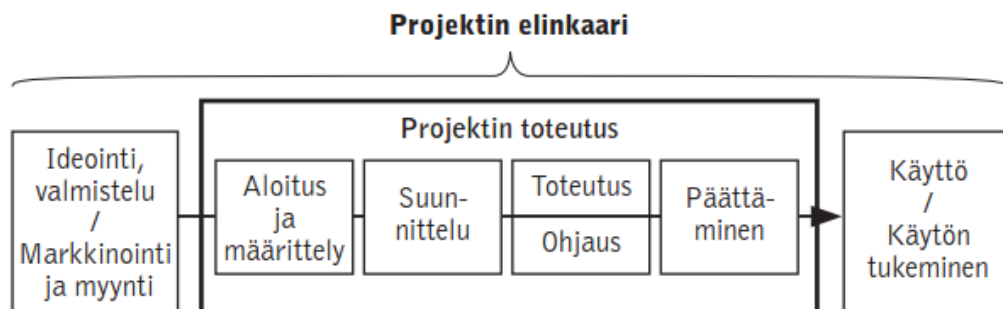 Projektin elinkaari
Projektin toteutus
Ideointi,
valmistelu
/
Markkinointi
ja myynti
Aloitus
ja
määrittely
Suun-
nittelu
Toteutus
Ohjaus
Päättä-
minen
Käyttö
/
Käytön
tukeminen